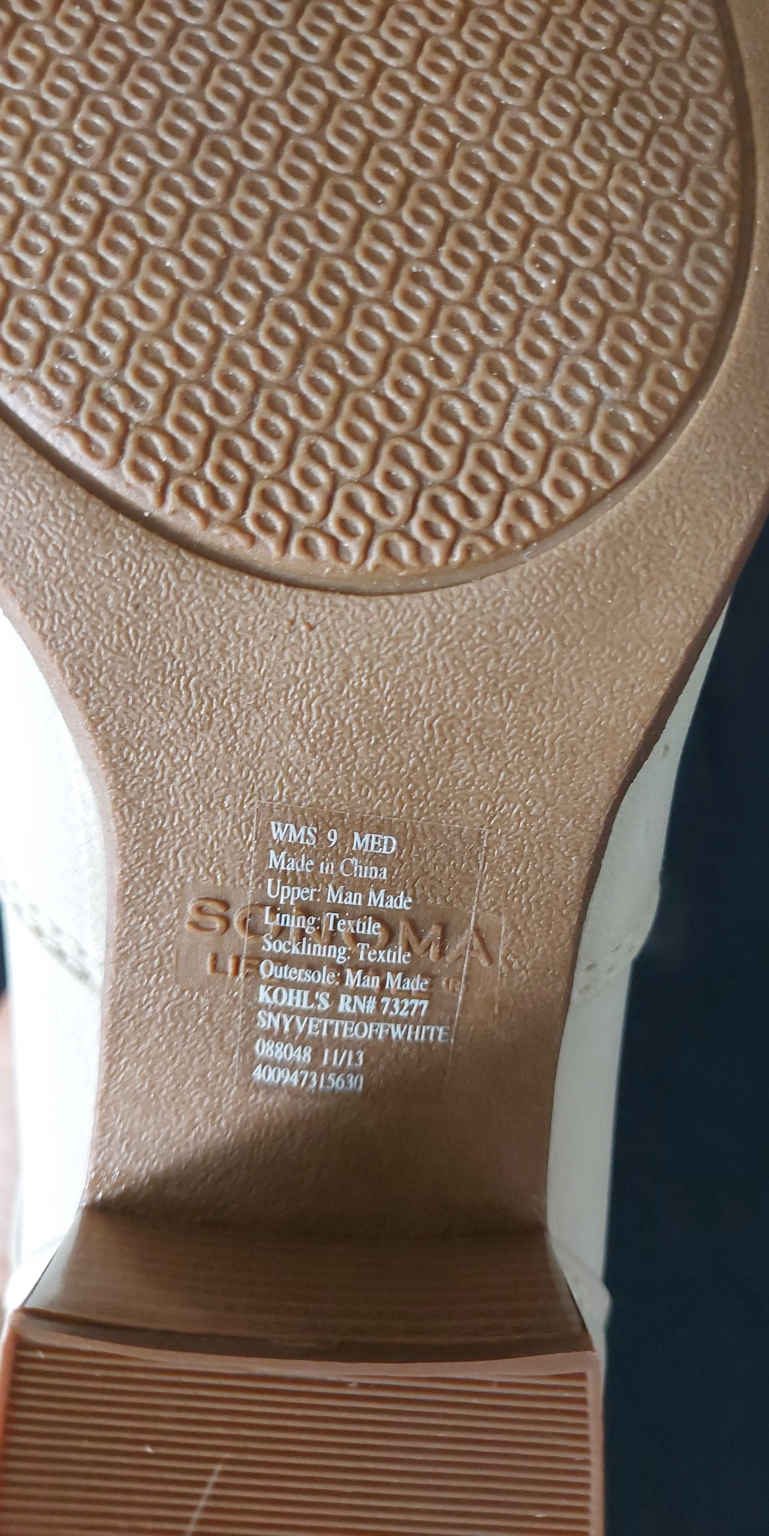 WMS 9 MED
Made in China
Upper: Man Made
Lining: Textile
Socklining: Textile
Outersole: Man Made
KOHL'S RN# 73277
SNYVETTEOFFWHITE
088048 11/13
400947315630
SONOMA